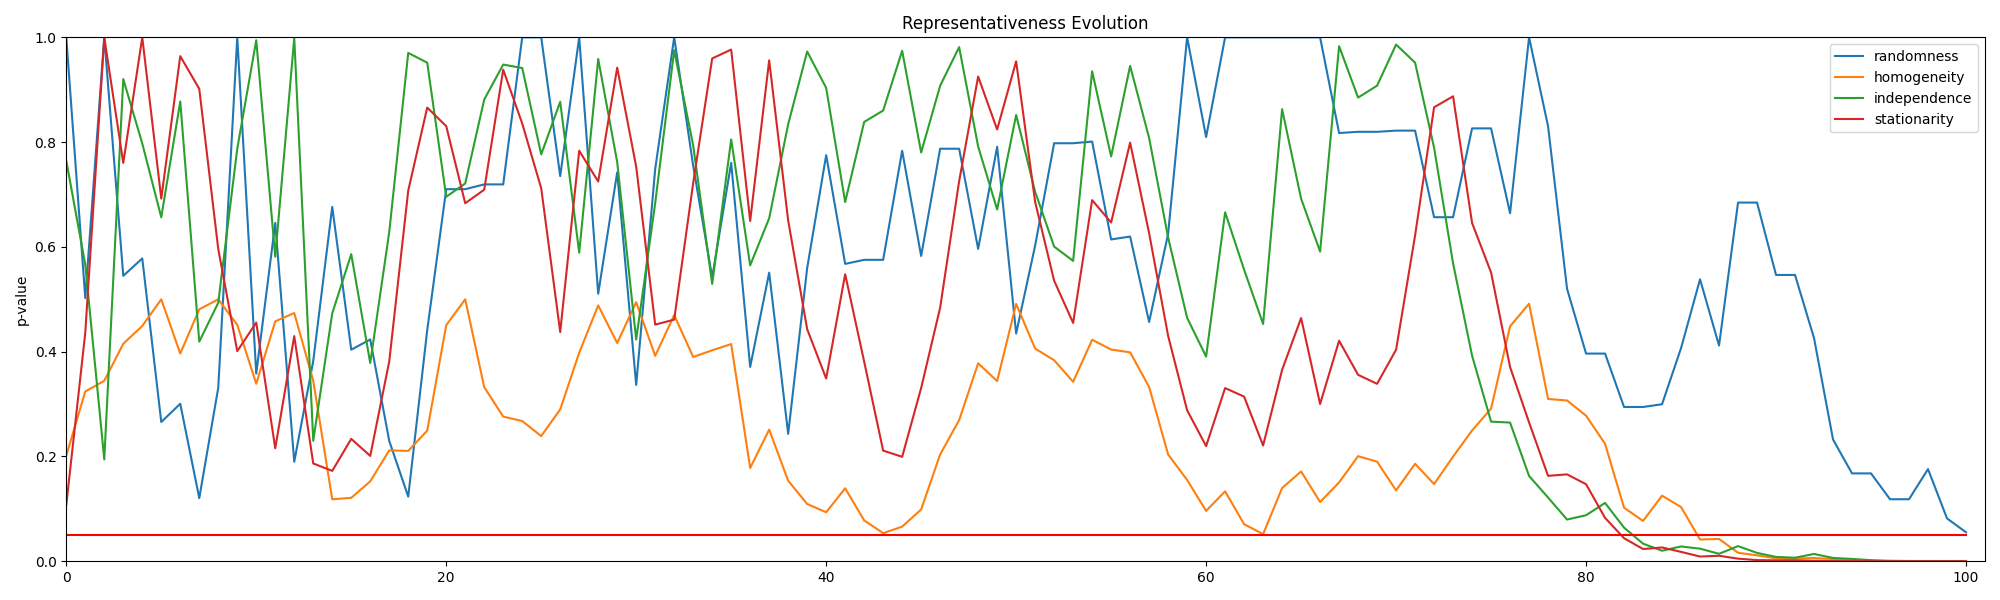 Representativeness Evolution
1.0
0.8
0.6
0.4
0.2
0.0
p-value
randomness
homogeneity
independence
stationarity
0 20 40 60 80 100